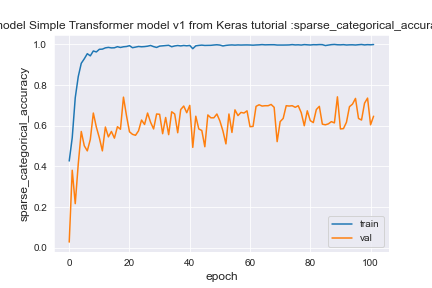 model Simple Transformer model v1 from Keras tutorial :sparse_categorical_accura
1.0
0.8
0.6
0.4
0.2
0.0
sparse_categorical_accuracy
0
20
40
60
80
100
epoch
train
val